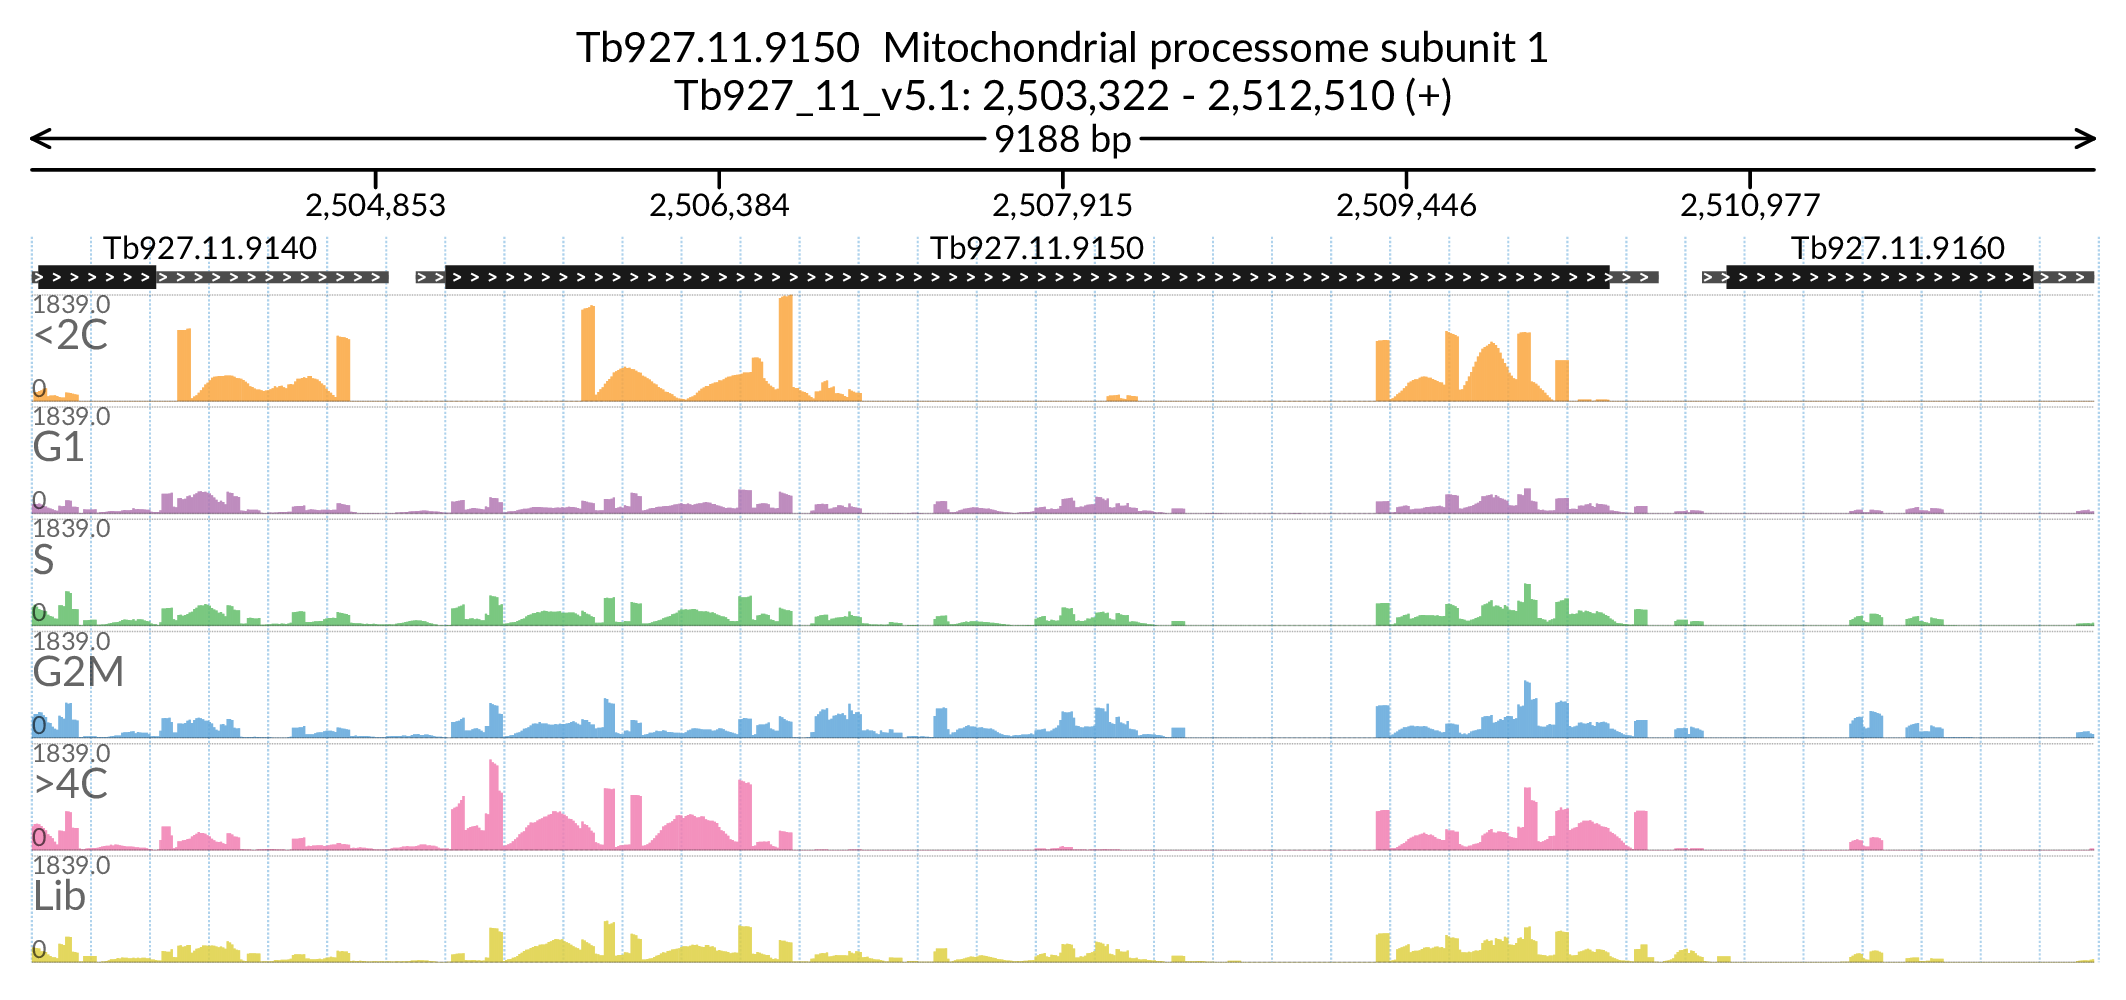 Tb927.11.9150  Mitochondrial processome subunit 1
Tb927_11_v5.1: 2,503,322 - 2,512,510 (+)
9188 bp
2,504,853 2,506,384 2,507,915 2,509,446 2,510,977
Tb927.11.9140 Tb927.11.9150 Tb927.11.9160
1839.0
<2C
0
1839.0
G1
0
1839.0
S
0
1839.0
G2M
0
1839.0
>4C
0
1839.0
Lib
0